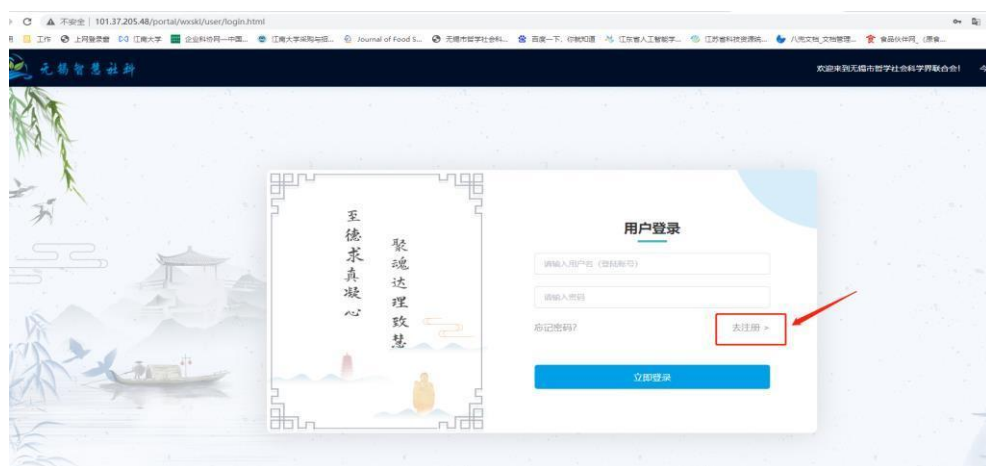 不安全 | 101.37.205.48/portal/wxskl/user/login.html
工作 上网登录器 江南大学 企业科协网—中国... 江南大学采购与招... Journal of Food S... 无锡市哲学社会科... 百度一下，你就知道 江苏省人工智能学... 江苏省科技资源统... 八兜文档_文档管理... 食品伙伴网_(原食...
无锡智慧社科
欢迎来到无锡市哲学社会科学界联合会!
至德求真凝心
聚魂达理致慧
用户登录
请输入用户名（登陆账号）
请输入密码
忘记密码?
去注册 »
立即登录